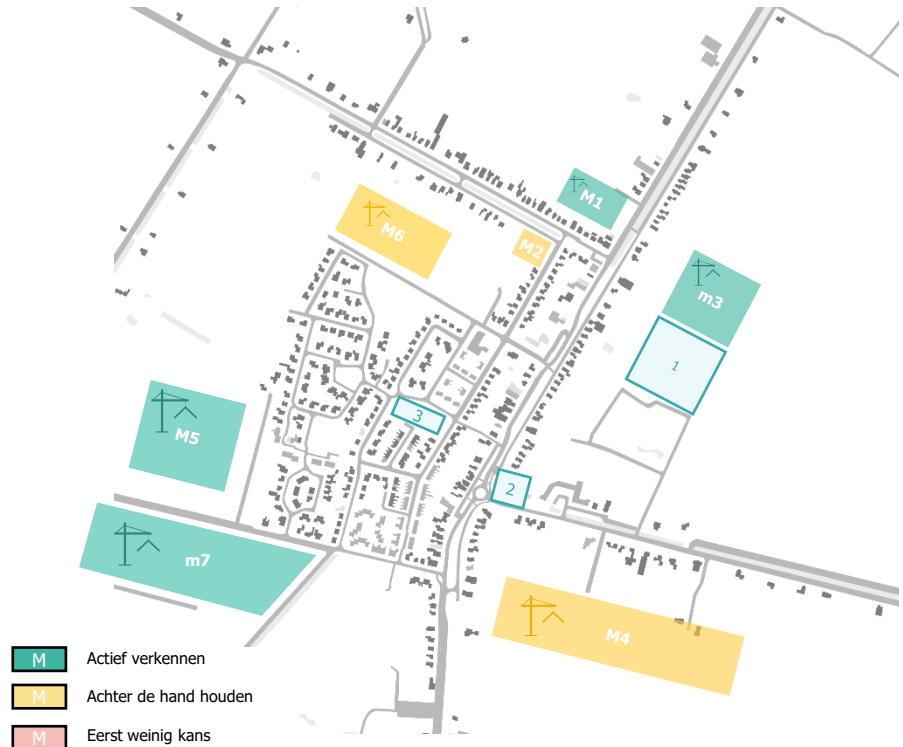 M1
M6
M2
m3
1
3
M5
2
m7
M4
M Actief verkennen
M Achter de hand houden
M Eerst weinig kans